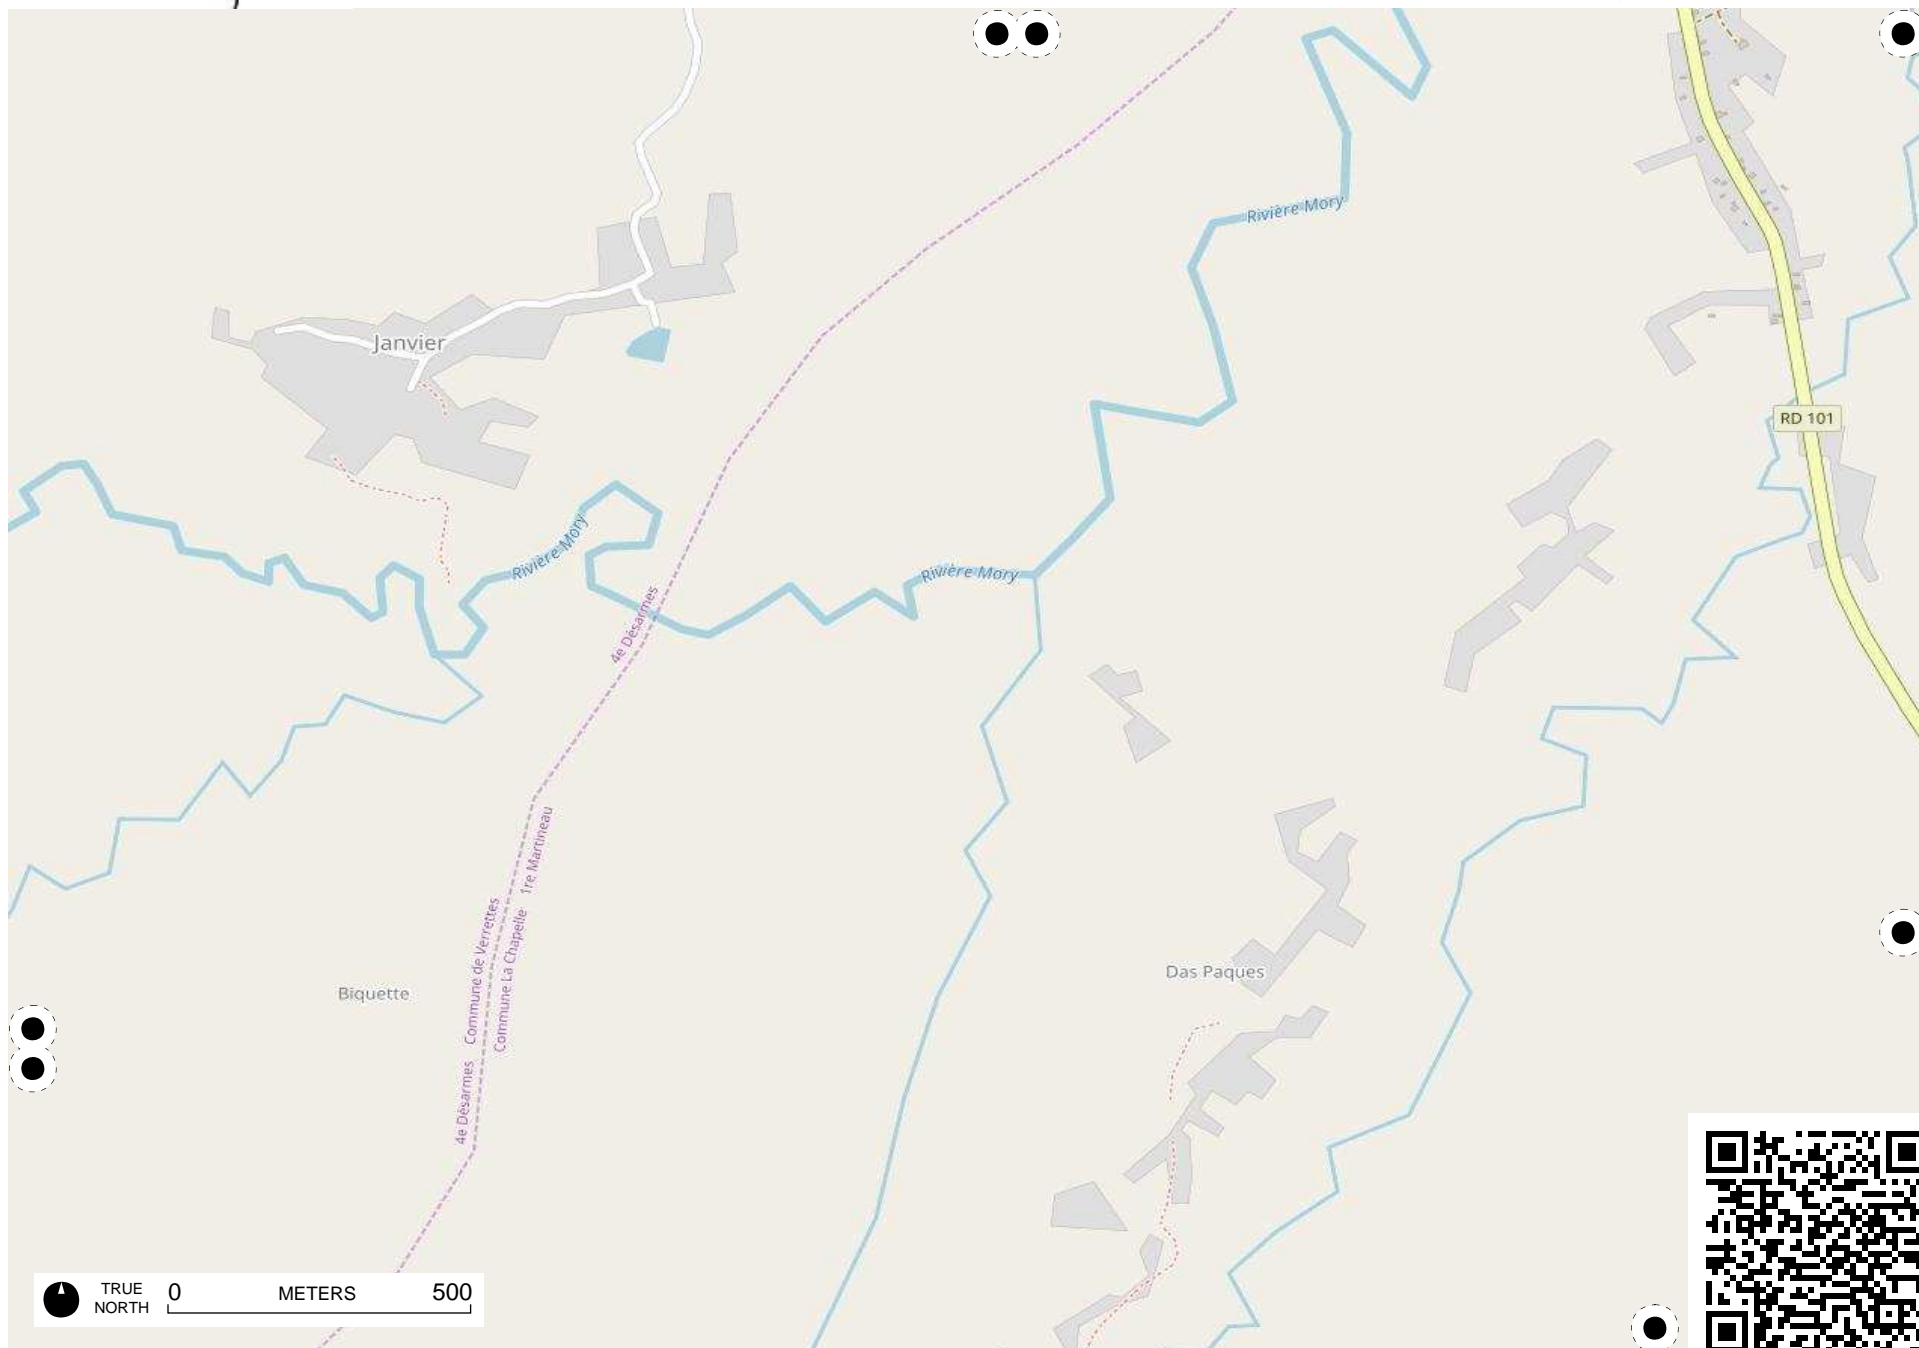 Rivière Mory
Janvier
RD 101
Rivière Mory
Rivière Mory
4e Désarmes
1re Martineau
Commune de Verrettes
Commune La Chapelle
Das Paques
Biquette
4e Désarmes
TRUE
NORTH
0 METERS 500